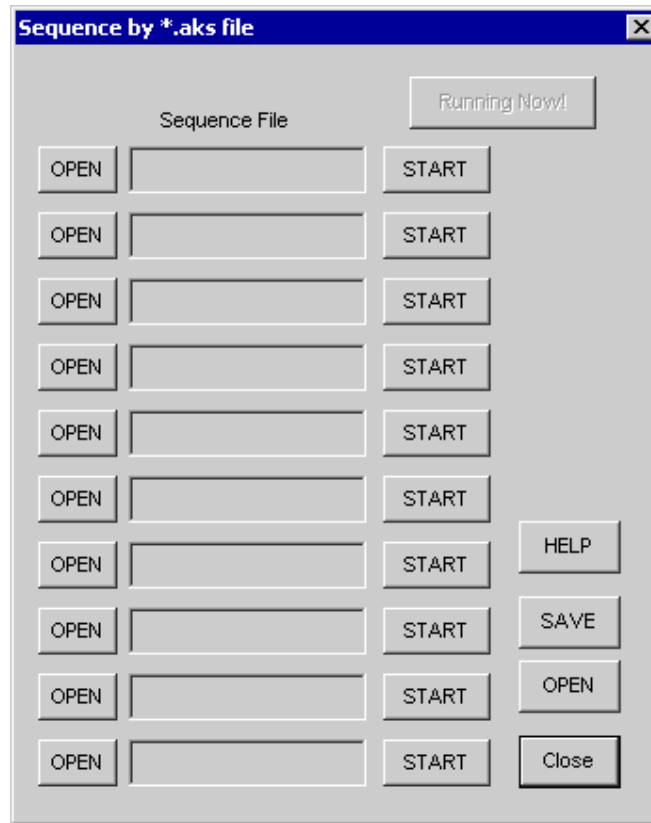 Sequence by *.aks file
Running Now!
Sequence File
OPEN START
OPEN START
OPEN START
OPEN START
OPEN START
OPEN START
OPEN START
HELP
OPEN START
SAVE
OPEN START
OPEN
OPEN START
Close